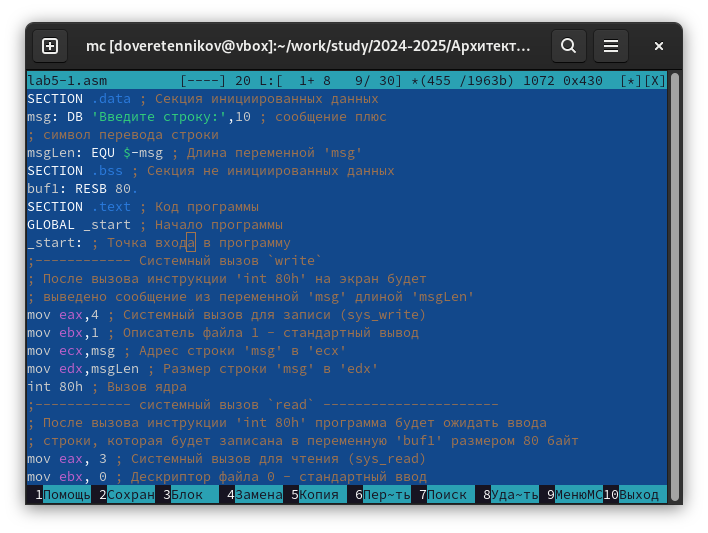 mc [doveretennikov@vbox]:~/work/study/2024-2025/Архитект...
lab5-1.asm [----] 20 L:[ 1+ 8 9/ 30] *(455 /1963b) 1072 0x430 [*][X]
SECTION .data ; Секция инициированных данных
msg: DB 'Введите строку:',10 ; сообщение плюс
; символ перевода строки
msgLen: EQU $-msg ; Длина переменной 'msg'
SECTION .bss ; Секция не инициированных данных
buf1: RESB 80.
SECTION .text ; Код программы
GLOBAL _start ; Начало программы
_start: ; Точка входа в программу
;------------ Системный вызов `write`
; После вызова инструкции 'int 80h' на экран будет
; выведено сообщение из переменной 'msg' длиной 'msgLen'
mov eax,4 ; Системный вызов для записи (sys_write)
mov ebx,1 ; Описатель файла 1 - стандартный вывод
mov ecx,msg ; Адрес строки 'msg' в 'ecx'
mov edx,msgLen ; Размер строки 'msg' в 'edx'
int 80h ; Вызов ядра
;------------ системный вызов `read` ----------------------
; После вызова инструкции 'int 80h' программа будет ожидать ввода
; строки, которая будет записана в переменную 'buf1' размером 80 байт
mov eax, 3 ; Системный вызов для чтения (sys_read)
mov ebx, 0 ; Дескриптор файла 0 - стандартный ввод
1Помощь 2Сохран 3Блок 4Замена 5Копия 6Пер~ть 7Поиск 8Уда~ть 9МенюMC 10Выход